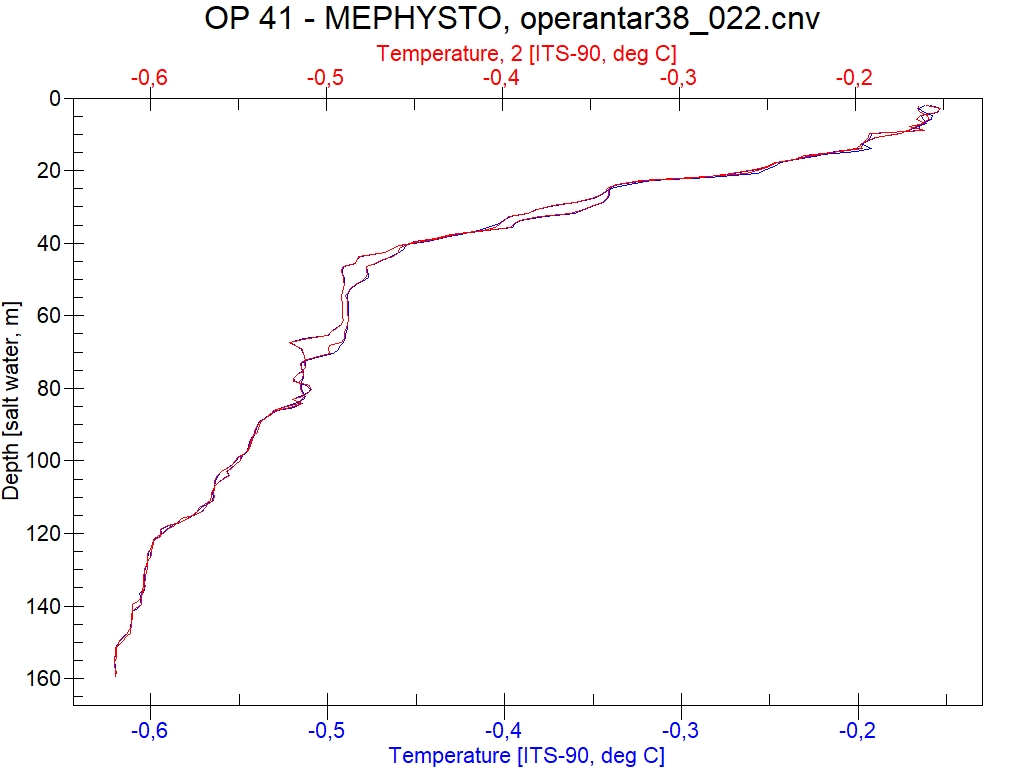 OP 41 - MEPHYSTO, operantar38_022.cnv
Temperature, 2 [ITS-90, deg C]
-0,6 -0,5 -0,4 -0,3 -0,2
0
20
40
60
80
100
120
140
160
Depth [salt water, m]
-0,6 -0,5 -0,4 -0,3 -0,2
Temperature [ITS-90, deg C]